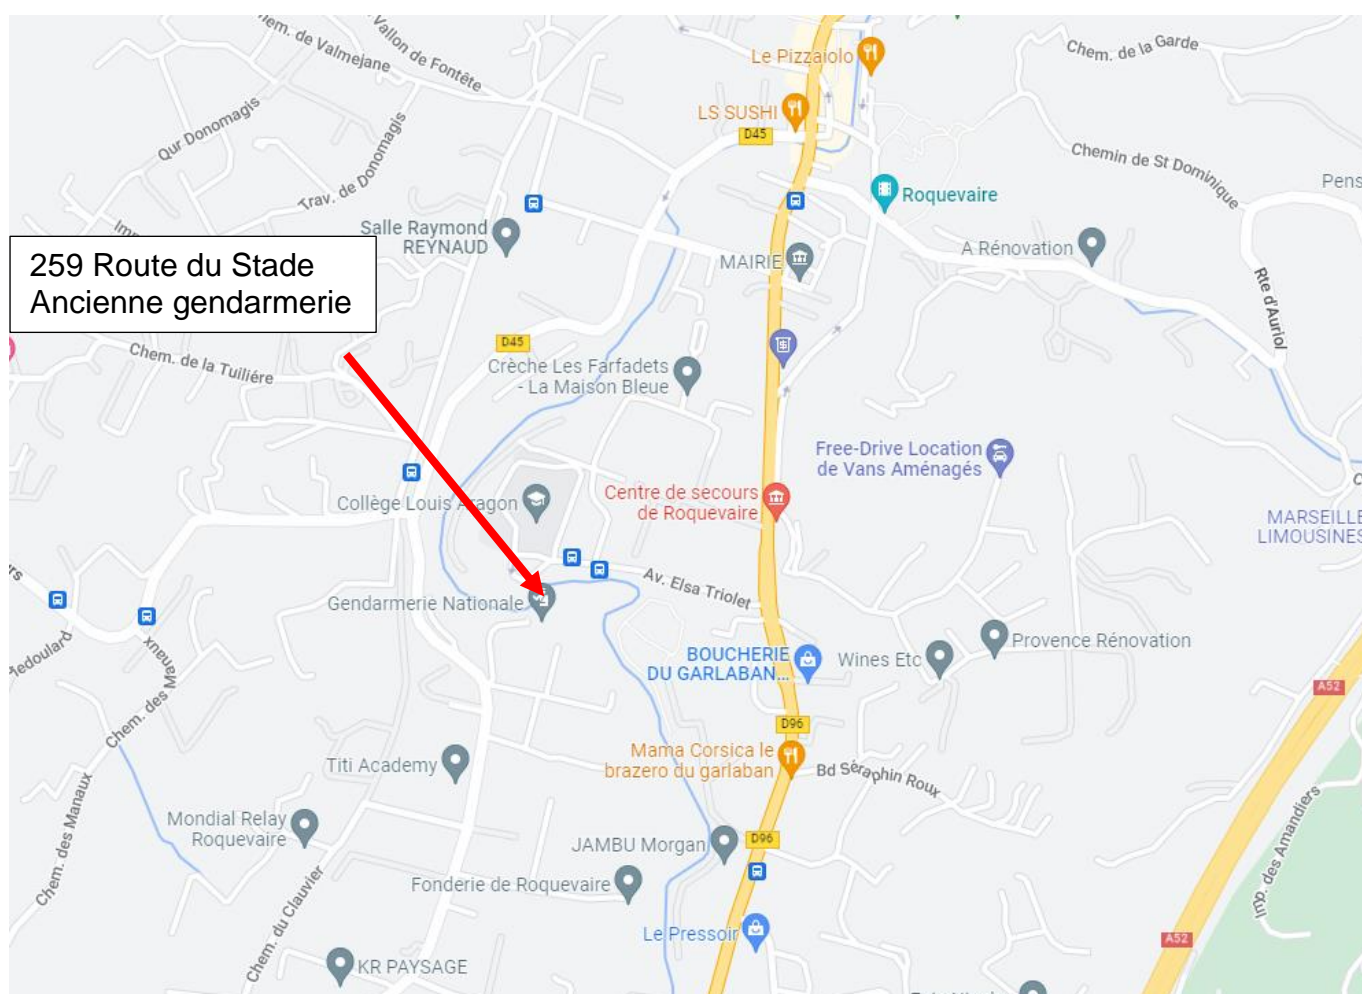 Chem. de Valmejane
Vallon de Fontête
Le Pizzaiolo
Chem. de la Garde
LS SUSHI
D45
Qur Donomagis
Trav. de Donomagis
Chemin de St Dominique
Pens
Roquevaire
Salle Raymond
REYNAUD
MAIRIE
A Rénovation
259 Route du Stade
Ancienne gendarmerie
Rte d'Auriol
D45
Chem. de la Tuiliére
Crèche Les Farfadets
- La Maison Bleue
Free-Drive Location
de Vans Aménagés
Collège Louis Aragon
Centre de secours
de Roquevaire
MARSEILLE
LIMOUSINES
Av. Elsa Triolet
Gendarmerie Nationale
Provence Rénovation
BOUCHERIE
DU GARLABAN...
Wines Etc
A52
Chem. des Manaux
D96
Mama Corsica le
brazero du garlaban
Bd Séraphin Roux
Titi Academy
Chem. des Manaux
Mondial Relay
Roquevaire
JAMBU Morgan
D96
Imp. des Amandiers
Fonderie de Roquevaire
Chem. du Clauvier
Le Pressoir
A52
KR PAYSAGE